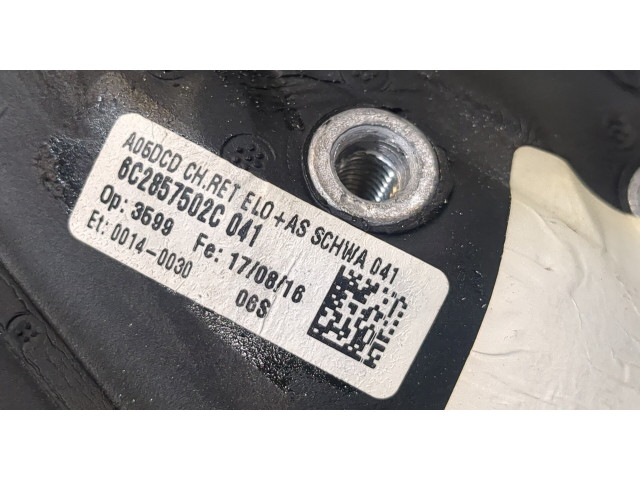 A05DCD CH.RET ELO+AS SCHWA 041
6C2857502C 041
Op: 3599 Fe: 17/08/16
Et: 0014-0030 06S